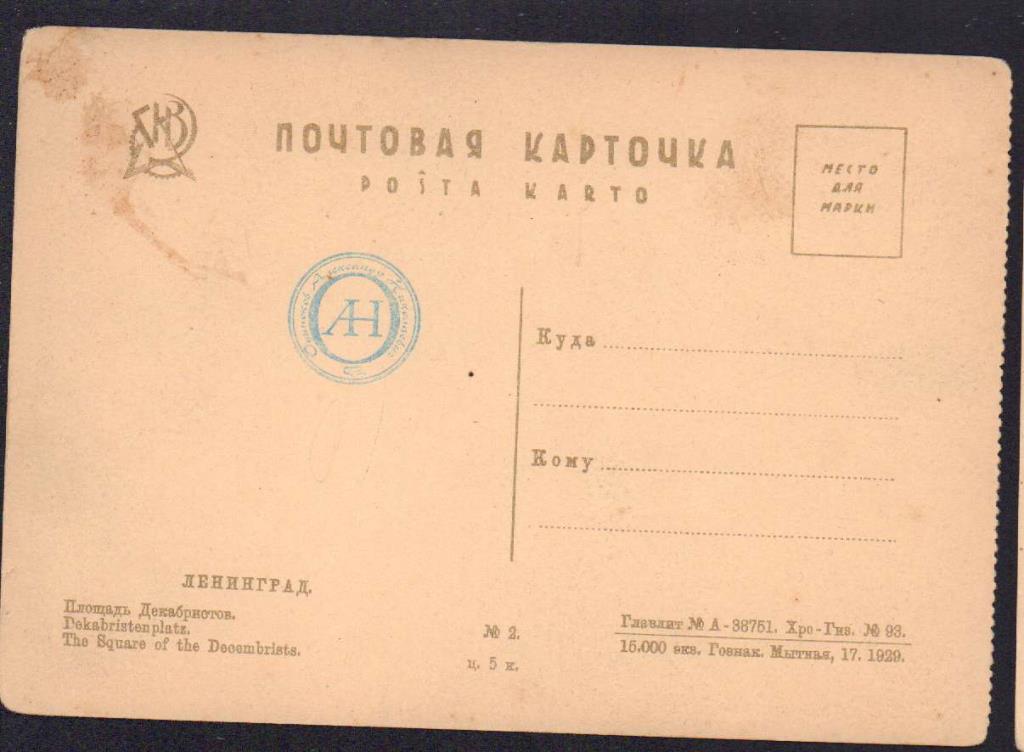 ПОЧТОВАЯ КАРТОЧКА
POŜTA KARTO
МЕСТО
ДЛЯ
МАРКИ
АН
Куда
Кому
ЛЕНИНГРАД.
Площадь Декабристов.
Dekabristenplatz.
The Square of the Decembrists.
№ 2.
ц. 5 к.
Главлит № А-38751. Хро-Гиз. № 93.
15.000 экз. Гознак. Мытная, 17. 1929.